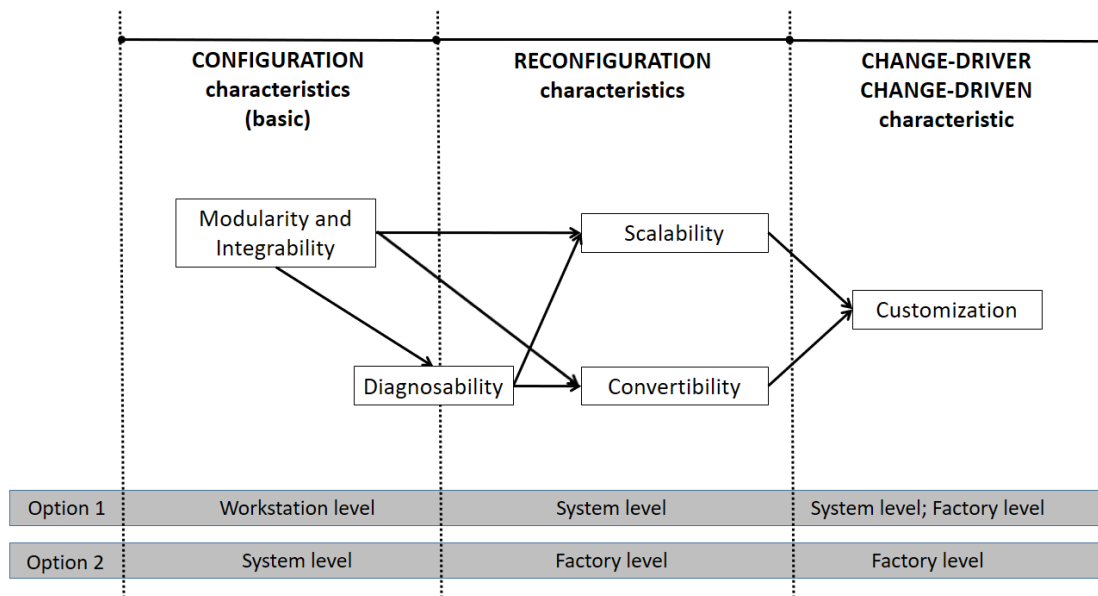 CONFIGURATION
characteristics
(basic)
RECONFIGURATION
characteristics
CHANGE-DRIVER
CHANGE-DRIVEN
characteristic
Modularity and
Integrability
Scalability
Customization
Diagnosability
Convertibility
Option 1
Workstation level
System level
System level; Factory level
Option 2
System level
Factory level
Factory level